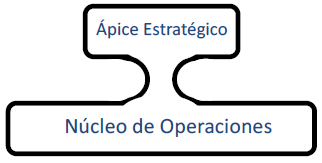 Ápice Estratégico
Núcleo de Operaciones